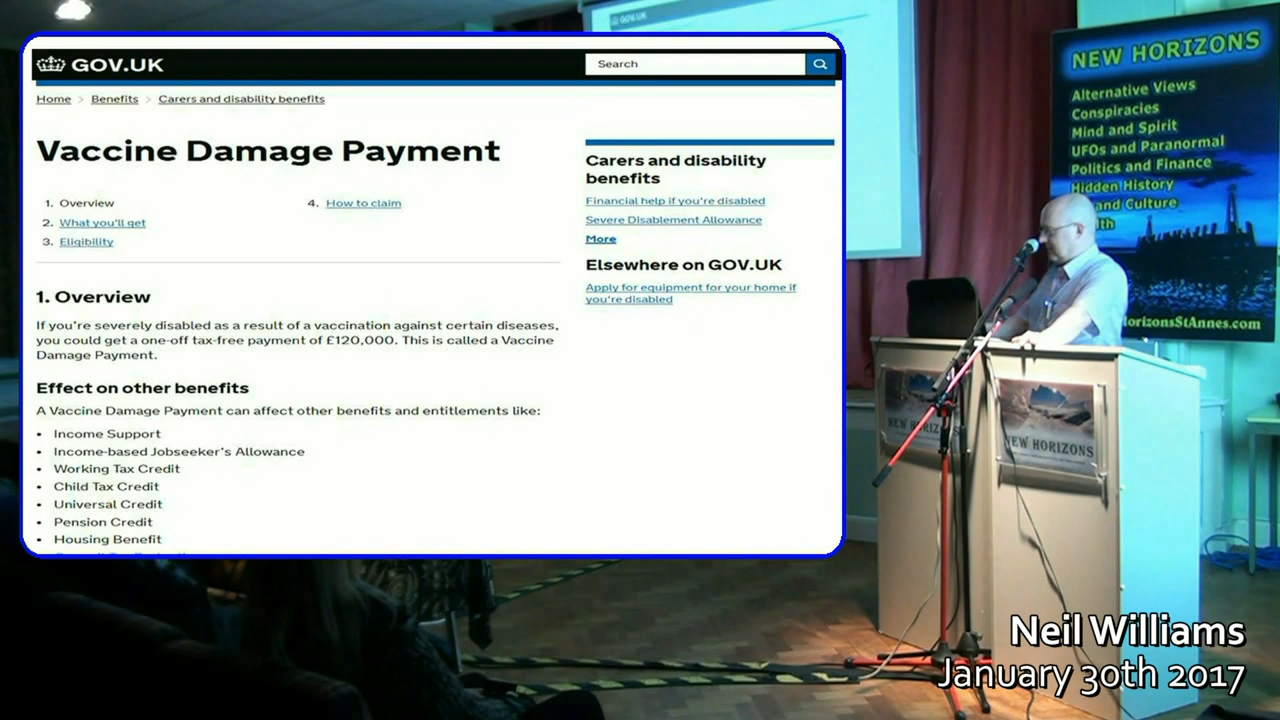 GOV.UK
GOV.UK
Search
Home > Benefits > Carers and disability benefits
Vaccine Damage Payment
1. Overview
2. What you'll get
3. Eligibility
4. How to claim
1. Overview
If you're severely disabled as a result of a vaccination against certain diseases,
you could get a one-off tax-free payment of £120,000. This is called a Vaccine
Damage Payment.
Effect on other benefits
A Vaccine Damage Payment can affect other benefits and entitlements like:
• Income Support
• Income-based Jobseeker's Allowance
• Working Tax Credit
• Child Tax Credit
• Universal Credit
• Pension Credit
• Housing Benefit
Carers and disability
benefits
Financial help if you're disabled
Severe Disablement Allowance
More
Elsewhere on GOV.UK
Apply for equipment for your home if
you're disabled
NEW HORIZONS
Alternative Views
Conspiracies
Mind and Spirit
UFOs and Paranormal
Politics and Finance
Hidden History
and Culture
orizonsStAnnes.com
NEW HORIZONS
NEW HORIZONS
Neil Williams
January 30th 2017